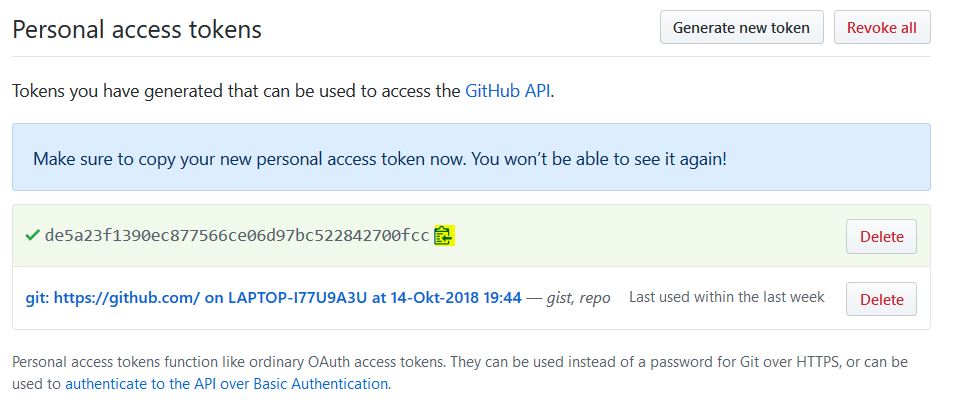 Personal access tokens
Generate new token
Revoke all
Tokens you have generated that can be used to access the GitHub API.
Make sure to copy your new personal access token now. You won’t be able to see it again!
de5a23f1390ec877566ce06d97bc522842700fcc
Delete
git: https://github.com/ on LAPTOP-I77U9A3U at 14-Okt-2018 19:44 — gist, repo
Last used within the last week
Delete
Personal access tokens function like ordinary OAuth access tokens. They can be used instead of a password for Git over HTTPS, or can be
used to authenticate to the API over Basic Authentication.